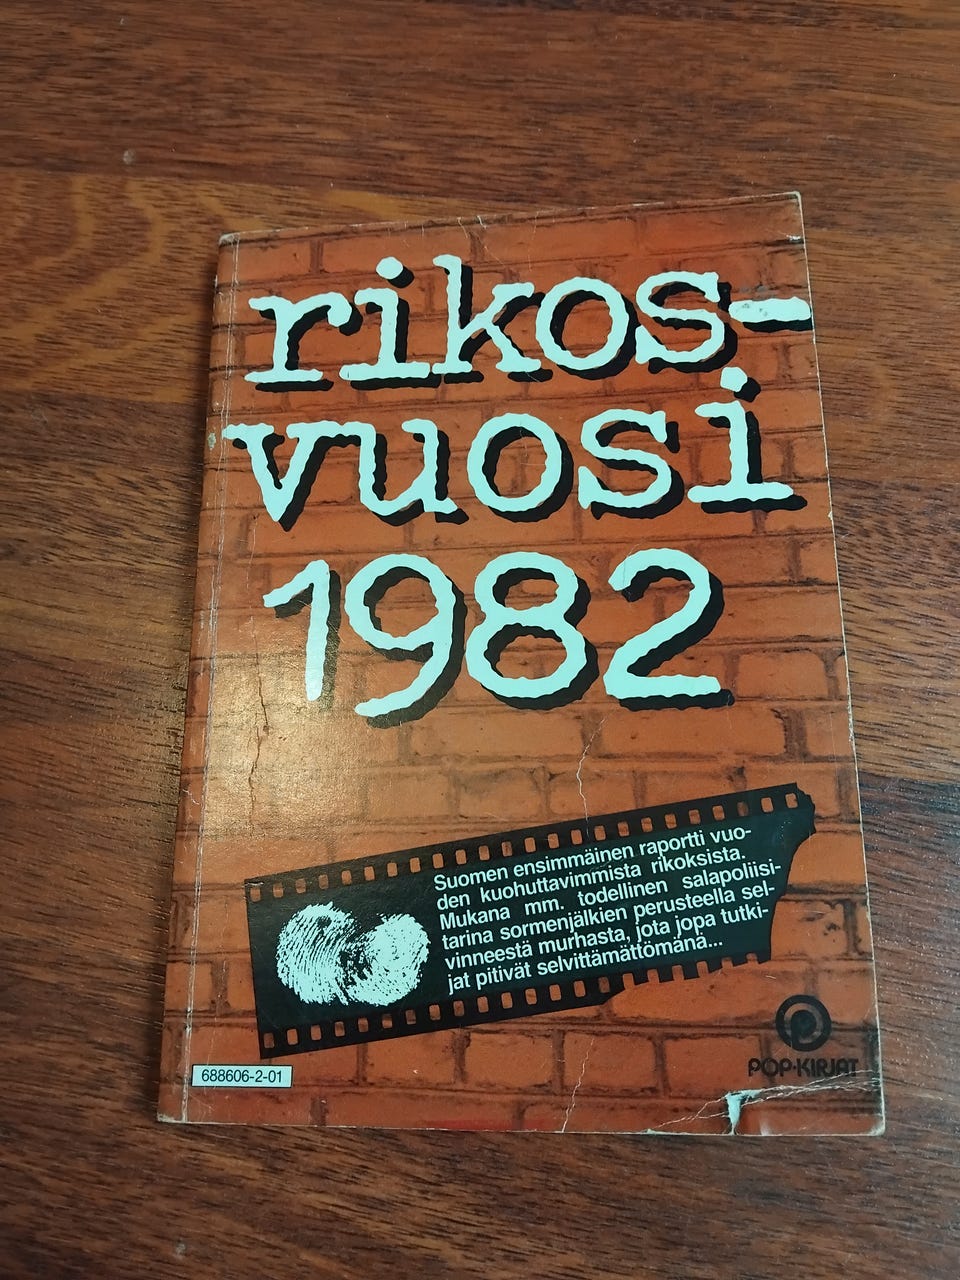 rikos-
vuosi
1982
Suomen ensimmäinen raportti vuo-
den kuohuttavimmista rikoksista.
Mukana mm. todellinen salapoliisi-
tarina sormenjälkien perusteella sel-
vinneestä murhasta, jota jopa tutki-
jat pitivät selvittämättömänä...
688606-2-01
POP-KIRJAT